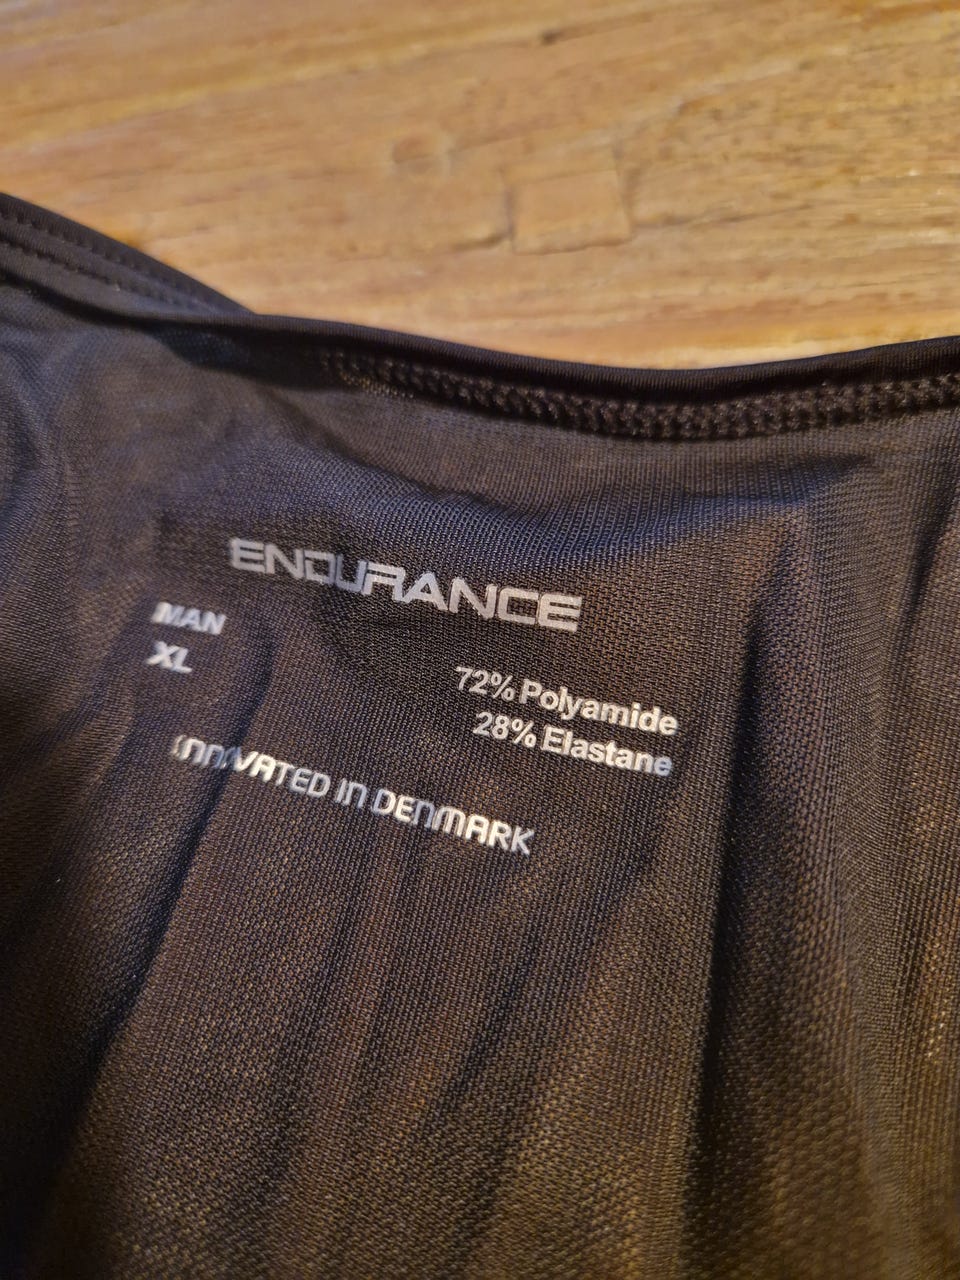 ENDURANCE
MAN
XL
72% Polyamide
28% Elastane
INNOVATED IN DENMARK